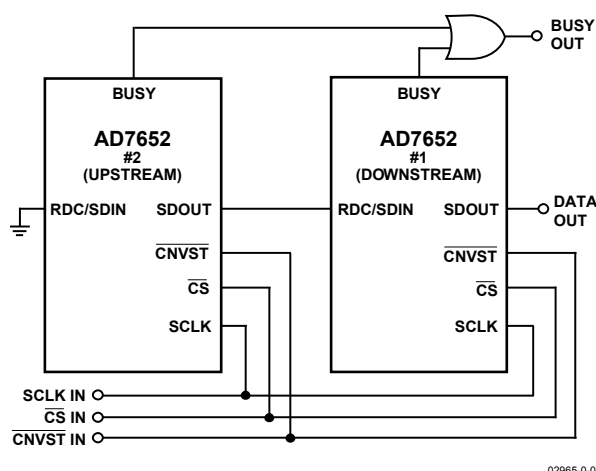 BUSY
OUT
BUSY
BUSY
AD7652
#2
(UPSTREAM)
AD7652
#1
(DOWNSTREAM)
RDC/SDIN
SDOUT
RDC/SDIN
SDOUT
DATA
OUT
CNVST
CNVST
CS
CS
SCLK
SCLK
SCLK IN
CS IN
CNVST IN